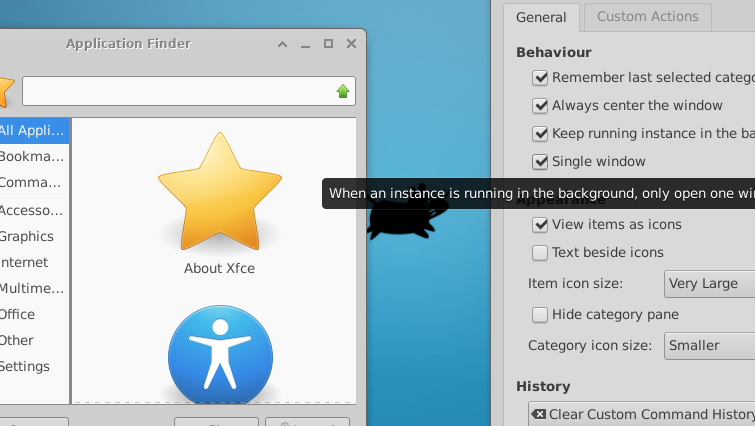 Application Finder
All Appli...
Bookma...
Comma...
Accesso...
Graphics
Internet
Multime...
Office
Other
Settings
About Xfce
General
Custom Actions
Behaviour
Remember last selected catego
Always center the window
Keep running instance in the ba
Single window
When an instance is running in the background, only open one win
Appearance
View items as icons
Text beside icons
Item icon size:
Very Large
Hide category pane
Category icon size:
Smaller
History
Clear Custom Command History